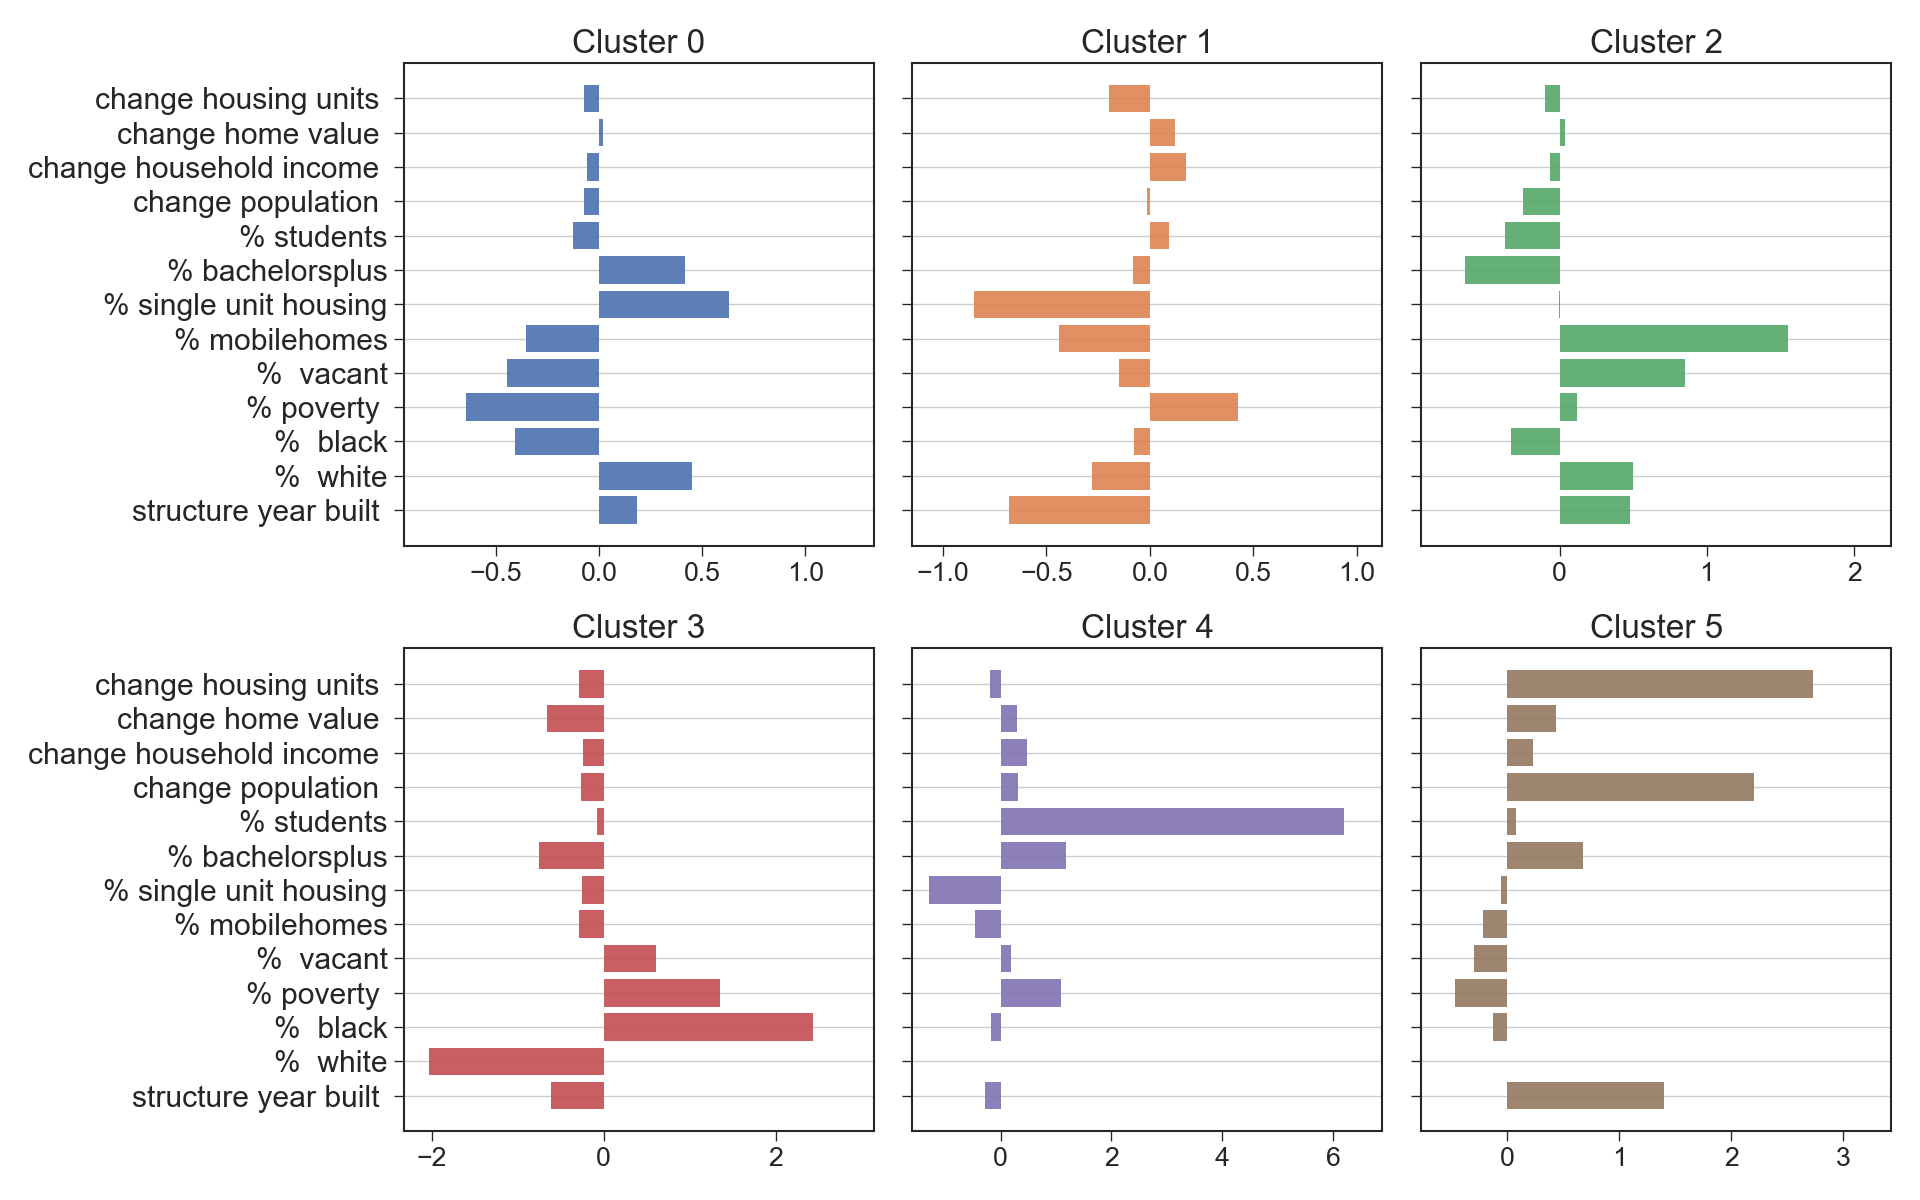 Cluster 0
Cluster 1
Cluster 2
change housing units
change home value
change household income
change population
% students
% bachelorsplus
% single unit housing
% mobilehomes
%  vacant
% poverty
%  black
%  white
structure year built
−0.5 0.0 0.5 1.0
−1.0 −0.5 0.0 0.5 1.0
0 1 2
Cluster 3
Cluster 4
Cluster 5
change housing units
change home value
change household income
change population
% students
% bachelorsplus
% single unit housing
% mobilehomes
%  vacant
% poverty
%  black
%  white
structure year built
−2 0 2
0 2 4 6
0 1 2 3